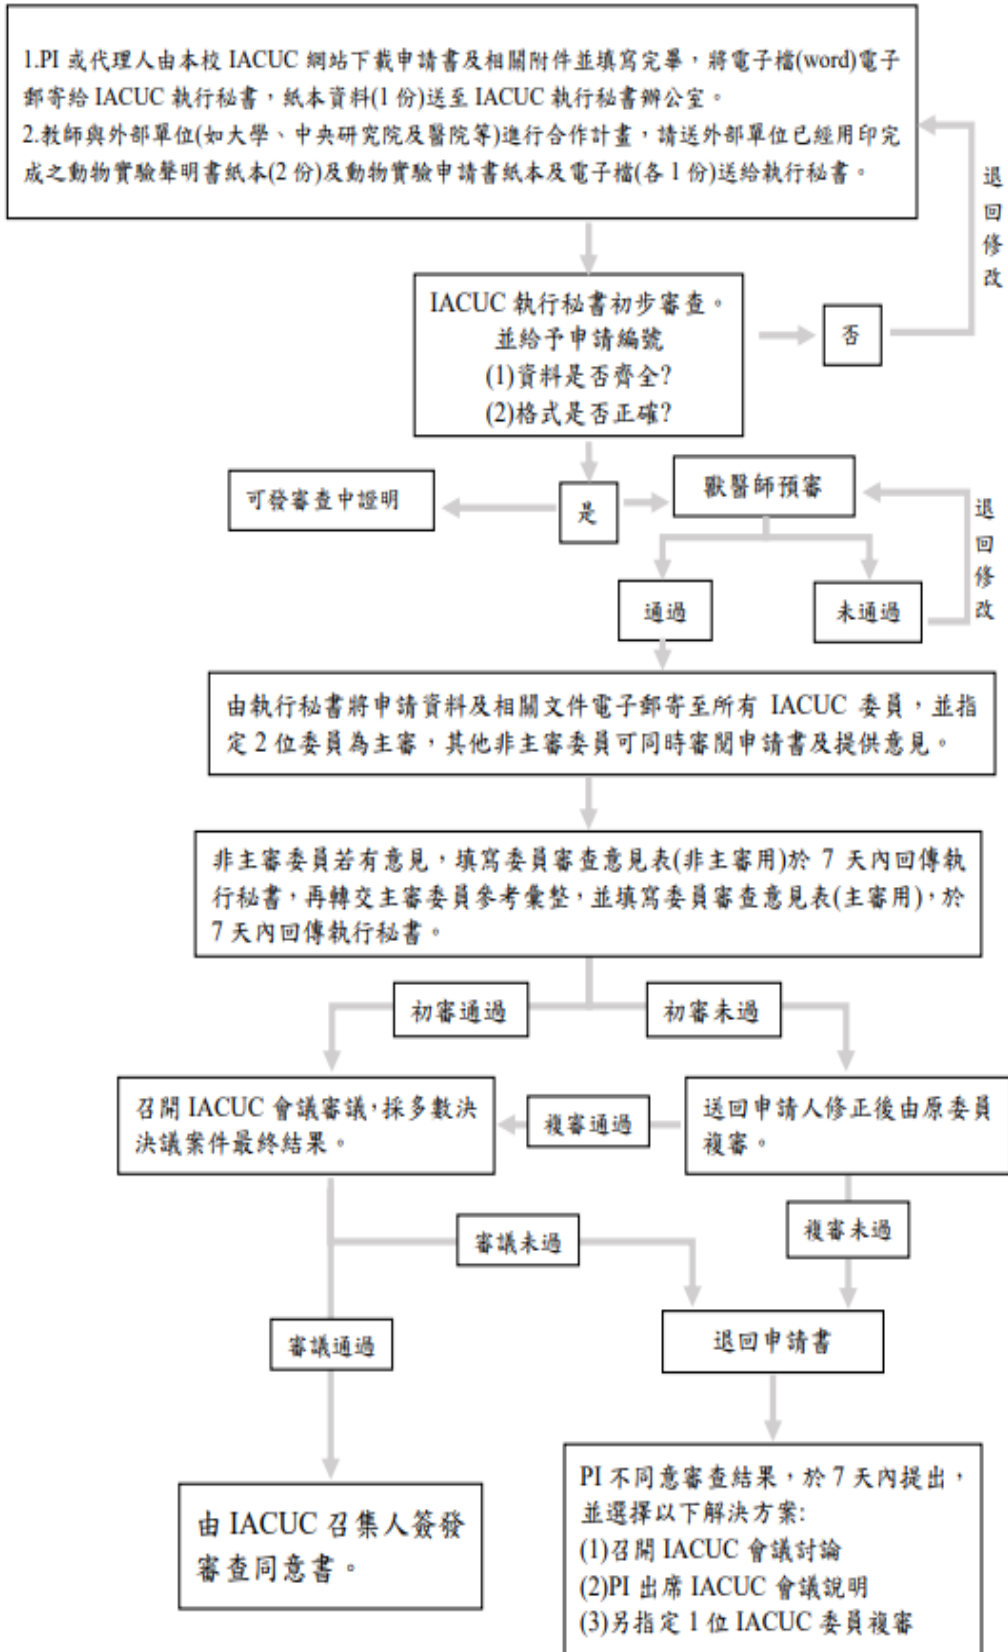 1.PI 或代理人由本校 IACUC 網站下載申請書及相關附件並填寫完畢，將電子檔(word)電子
郵寄給 IACUC 執行秘書，紙本資料(1 份)送至 IACUC 執行秘書辦公室。
2.教師與外部單位(如大學、中央研究院及醫院等)進行合作計畫，請送外部單位已經用印完
成之動物實驗聲明書紙本(2 份)及動物實驗申請書紙本及電子檔(各 1 份)送給執行秘書。
退
回
修
改
IACUC 執行秘書初步審查。
並給予申請編號
(1)資料是否齊全?
(2)格式是否正確?
否
可發審查中證明
是
獸醫師預審
退
回
修
改
通過
未通過
由執行秘書將申請資料及相關文件電子郵寄至所有 IACUC 委員，並指
定 2 位委員為主審，其他非主審委員可同時審閱申請書及提供意見。
非主審委員若有意見，填寫委員審查意見表(非主審用)於 7 天內回傳執
行秘書，再轉交主審委員參考彙整，並填寫委員審查意見表(主審用)，於
7 天內回傳執行秘書。
初審通過
初審未過
召開 IACUC 會議審議，採多數決
決議案件最終結果。
複審通過
送回申請人修正後由原委員
複審。
審議未過
複審未過
審議通過
退回申請書
由 IACUC 召集人簽發
審查同意書。
PI 不同意審查結果，於 7 天內提出，
並選擇以下解決方案:
(1)召開 IACUC 會議討論
(2)PI 出席 IACUC 會議說明
(3)另指定 1 位 IACUC 委員複審